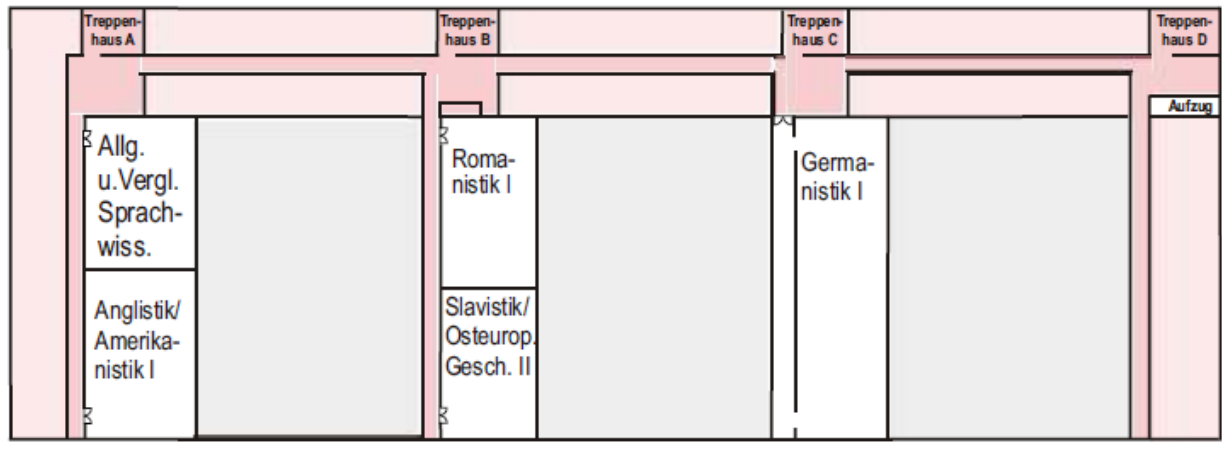 Treppen-
haus A
Treppen-
haus B
Treppen-
haus C
Treppen-
haus D
Aufzug
Allg.
u.Vergl.
Sprach-
wiss.
Anglistik/
Amerika-
nistik I
Roma-
nistik I
Slavistik/
Osteurop.
Gesch. II
Germa-
nistik I